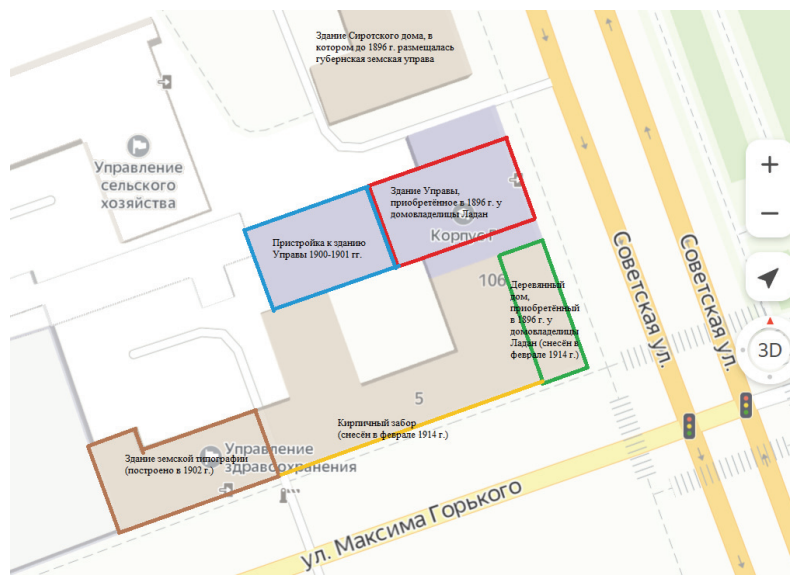 Здание Сиротского дома, в
котором до 1896 г. размещалась
губернская земская управа
Управление
сельского
хозяйства
Здание Управы,
приобретённое в 1896 г. у
домовладелицы Ладан
Корпус
Пристройка к зданию
Управы 1900-1901 гг.
106
Деревянный
дом,
приобретённый
в 1896 г. у
домовладелицы
Ладан (снесён в
феврале 1914 г.)
Советская ул.
Советская ул.
+
−
3D
5
Кирпичный забор
(снесён в феврале 1914 г.)
Здание земской типографии
(построено в 1902 г.)
Управление
здравоохранения
ул. Максима Горького